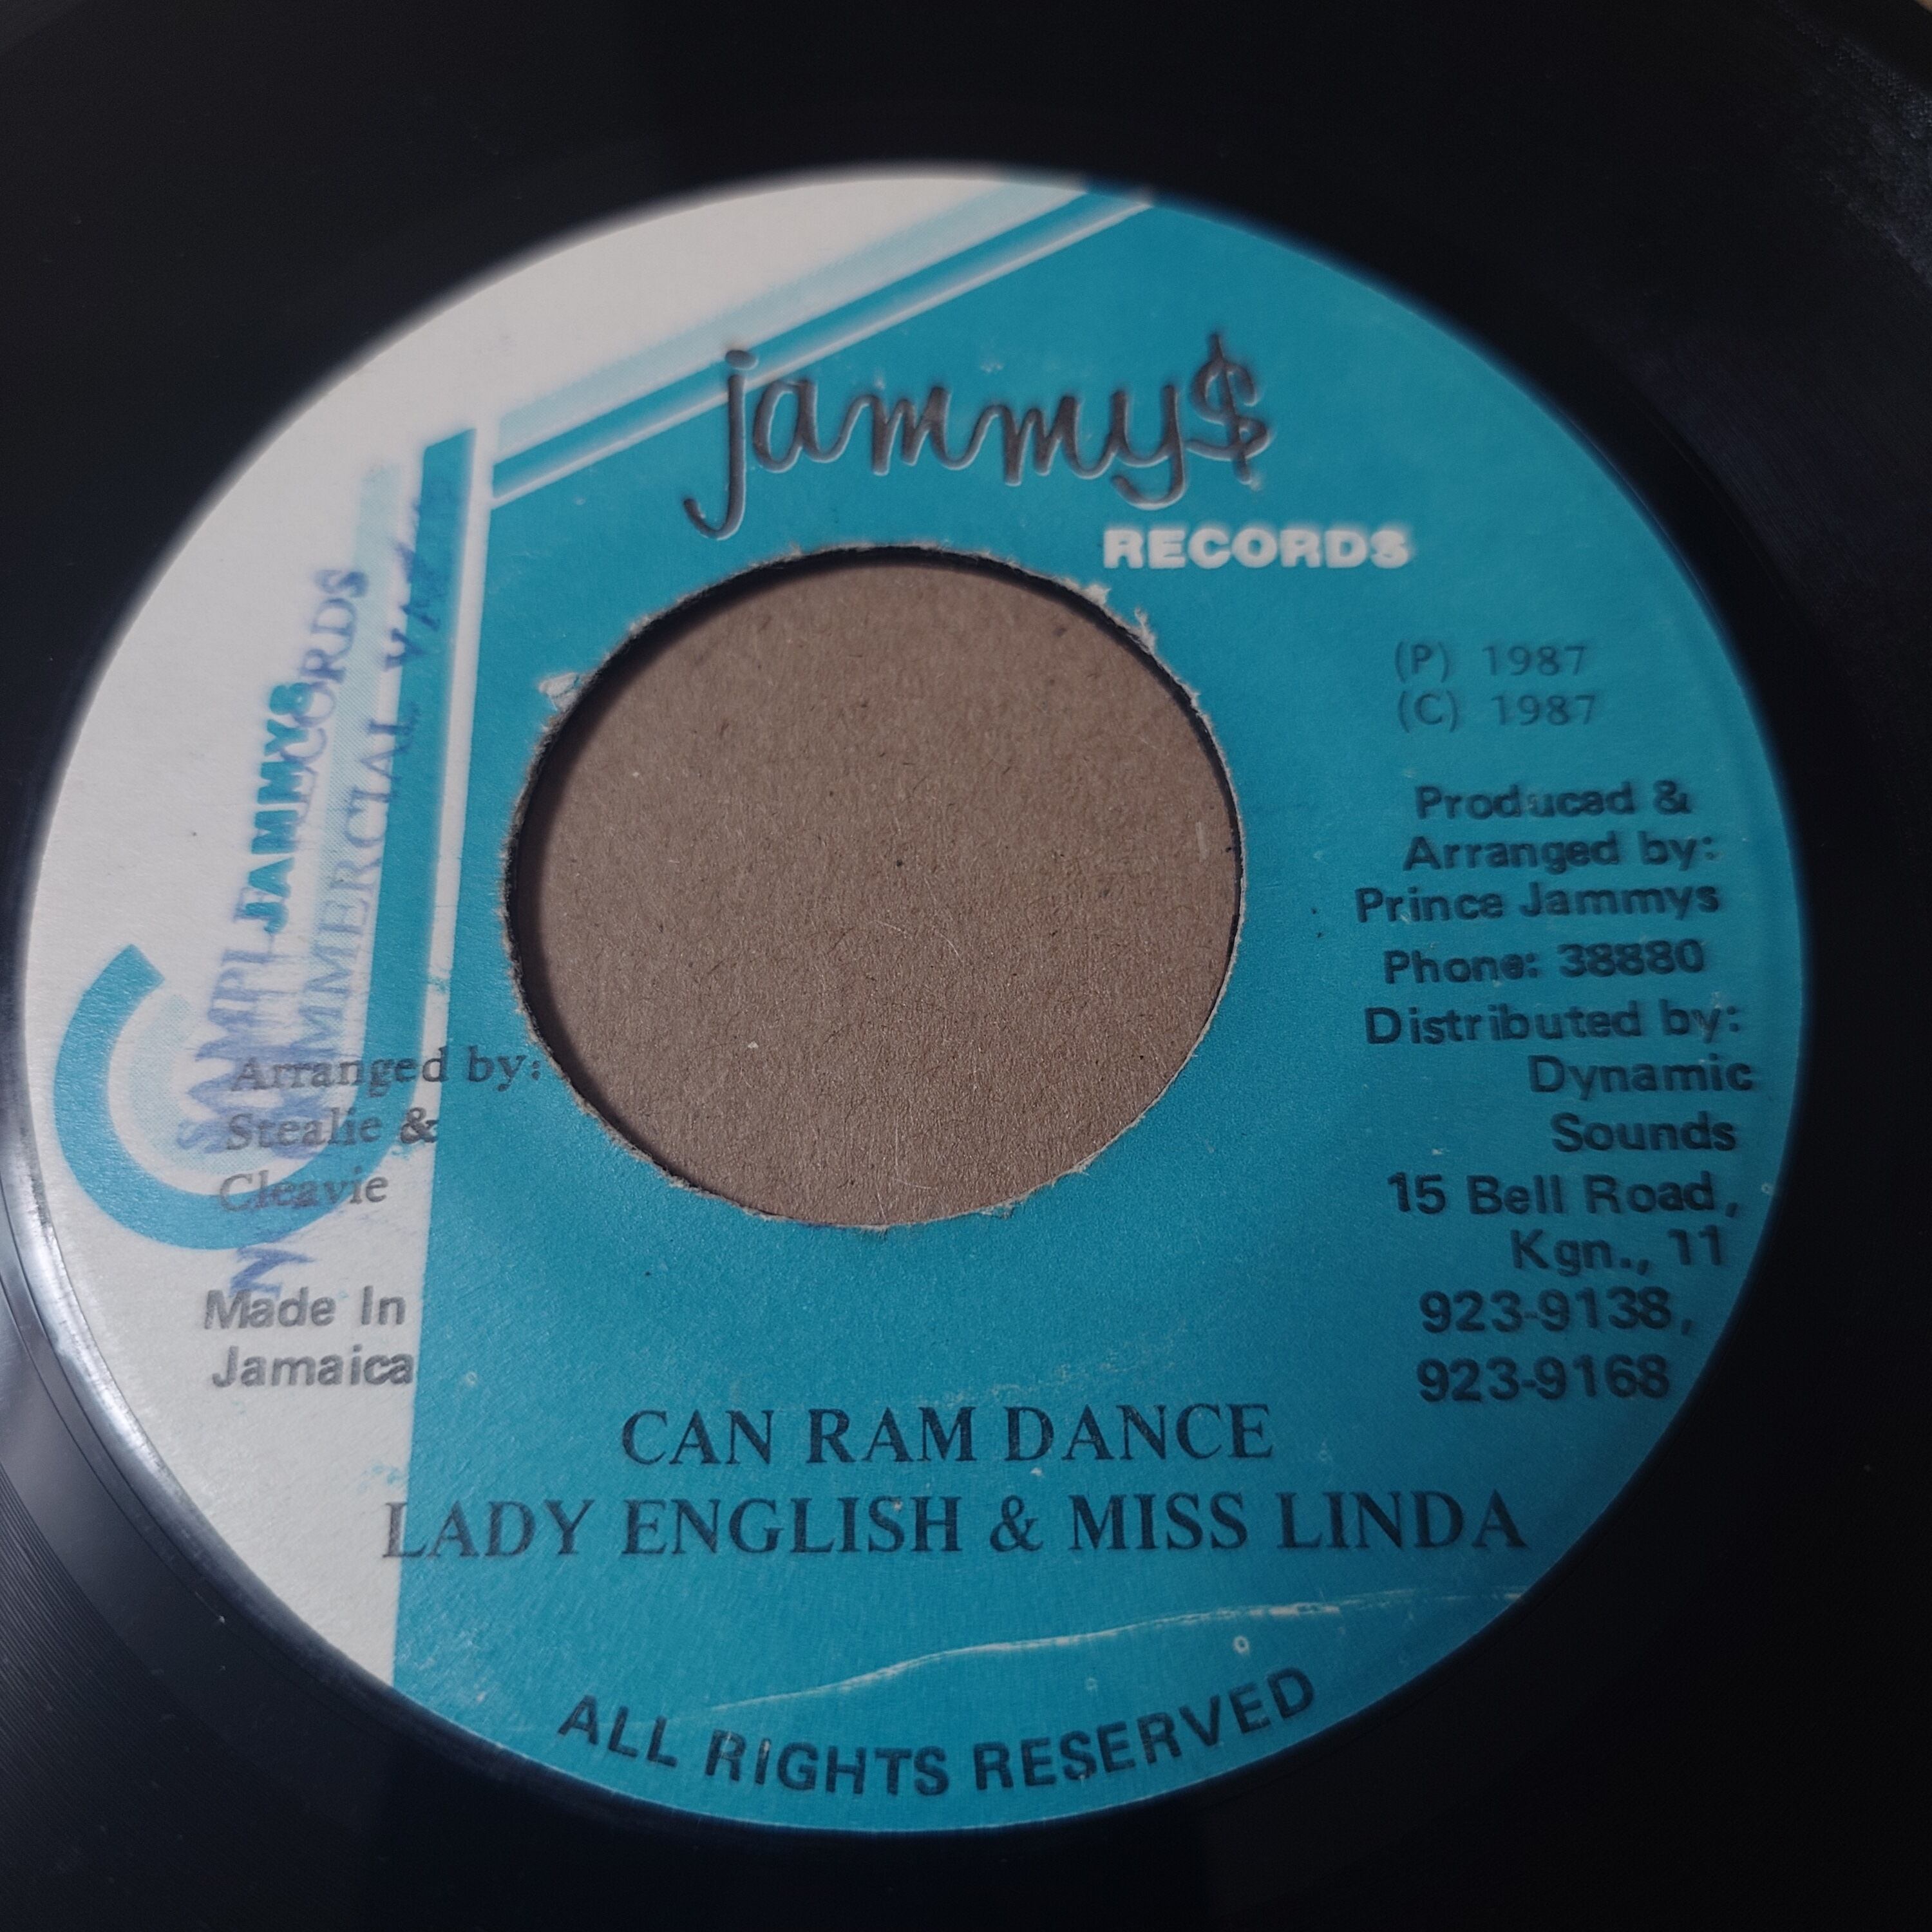 jammy$
RECORDS
(P) 1987
(C) 1987
Produced &
Arranged by:
Prince Jammys
Phone: 38880
Distributed by:
Dynamic
Sounds
15 Bell Road,
Kgn., 11
923-9138,
923-9168
JAMMYS
RECORDS
Arranged by:
Stealie &
Cleavie
Made In
Jamaica
CAN RAM DANCE
LADY ENGLISH & MISS LINDA
ALL RIGHTS RESERVED